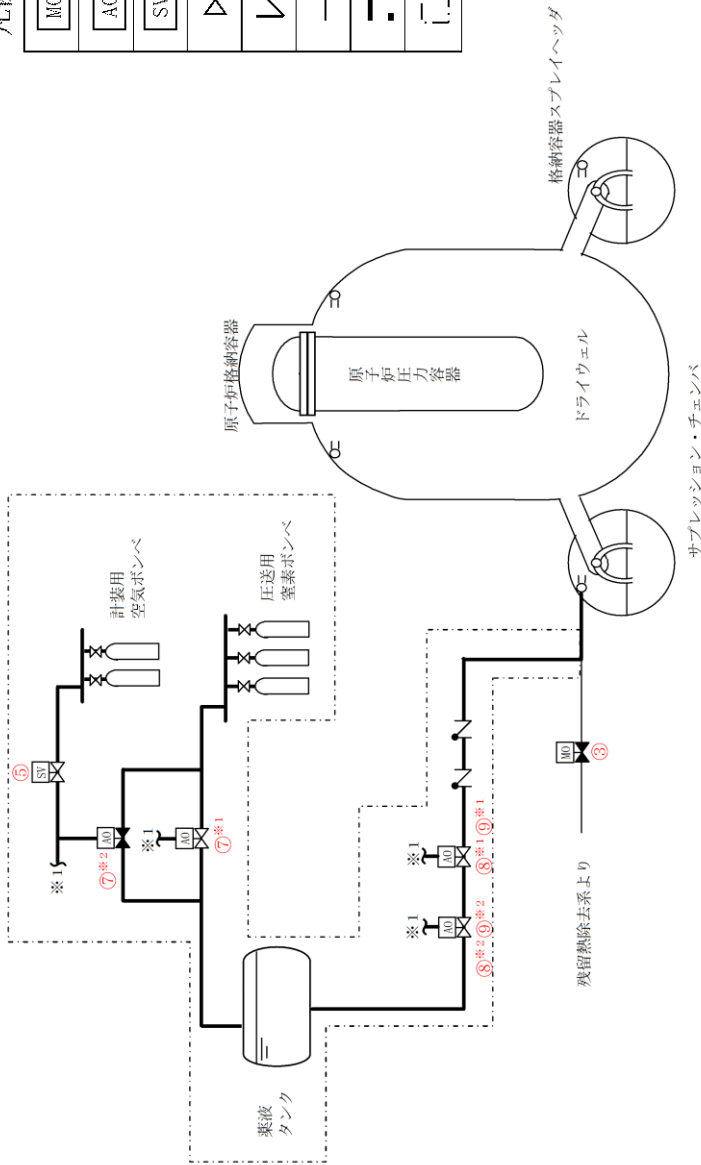 凡例
MO
AO
SV
計装用
空気ボンベ
圧送用
窒素ボンベ
⑤
SV
※1
AO
⑦※2
※1
AO
⑦※1
薬液
タンク
※1
AO
⑧※2⑨※2
※1
AO
⑧※1⑨※1
MO
③
残留熱除去系より
原子炉格納容器
原子炉圧力容器
ドライウェル
格納容器スプレイヘッダ
サプレッション・チェンバ